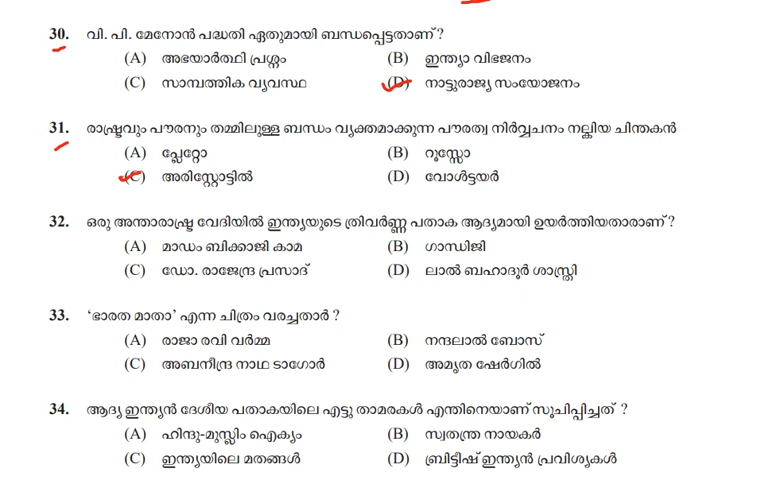 30. വി. പി. മേനോൻ പദ്ധതി ഏതുമായി ബന്ധപ്പെട്ടതാണ് ?
(A) അഭയാർത്ഥി പ്രശ്നം (B) ഇന്ത്യാ വിഭജനം
(C) സാമ്പത്തിക വ്യവസ്ഥ (D) നാട്ടുരാജ്യ സംയോജനം
31. രാഷ്ട്രവും പൗരനും തമ്മിലുള്ള ബന്ധം വ്യക്തമാക്കുന്ന പൗരത്വ നിർവ്വചനം നല്കിയ ചിന്തകൻ
(A) പ്ലേറ്റോ (B) റൂസ്സോ
(C) അരിസ്റ്റോട്ടിൽ (D) വോൾട്ടയർ
32. ഒരു അന്താരാഷ്ട്ര വേദിയിൽ ഇന്ത്യയുടെ ത്രിവർണ്ണ പതാക ആദ്യമായി ഉയർത്തിയതാരാണ് ?
(A) മാഡം ബിക്കാജി കാമ (B) ഗാന്ധിജി
(C) ഡോ. രാജേന്ദ്ര പ്രസാദ് (D) ലാൽ ബഹാദൂർ ശാസ്ത്രി
33. ‘ഭാരത മാതാ’ എന്ന ചിത്രം വരച്ചതാര് ?
(A) രാജാ രവി വർമ്മ (B) നന്ദലാൽ ബോസ്
(C) അബനീന്ദ്ര നാഥ ടാഗോർ (D) അമൃത ഷേർഗിൽ
34. ആദ്യ ഇന്ത്യൻ ദേശീയ പതാകയിലെ എട്ടു താമരകൾ എന്തിനെയാണ് സൂചിപ്പിച്ചത് ?
(A) ഹിന്ദു-മുസ്ലിം ഐക്യം (B) സ്വതന്ത്ര നായകർ
(C) ഇന്ത്യയിലെ മതങ്ങൾ (D) ബ്രിട്ടീഷ് ഇന്ത്യൻ പ്രവിശ്യകൾ